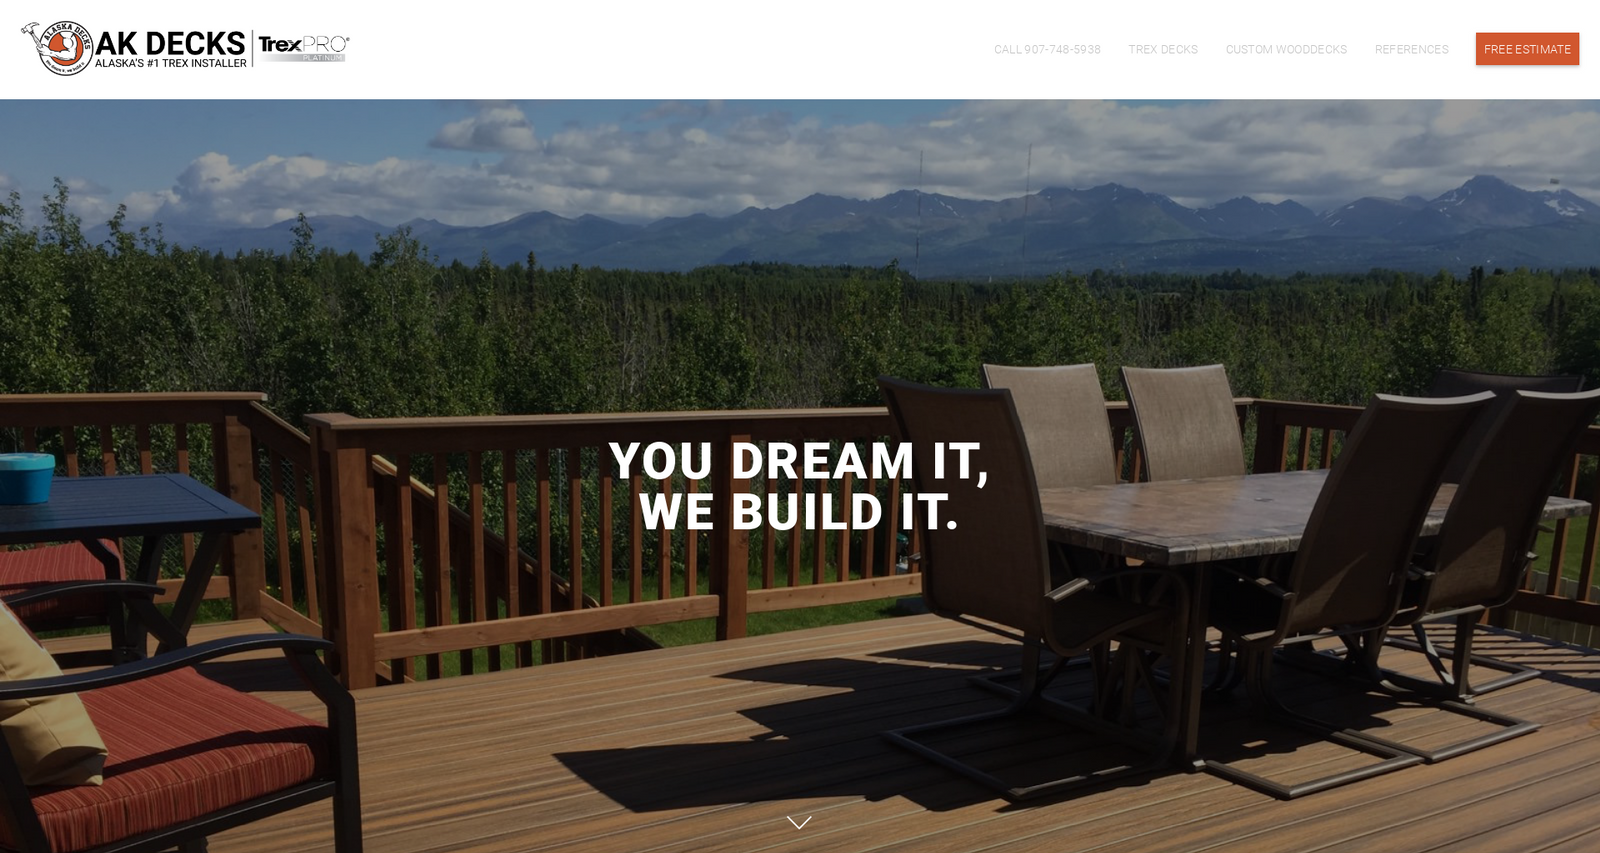 ALASKA DECKS
AK DECKS
ALASKA'S #1 TREX INSTALLER
TrexPRO®
PLATINUM
CALL 907-748-5938
TREX DECKS
CUSTOM WOODDECKS
REFERENCES
FREE ESTIMATE
YOU DREAM IT,
WE BUILD IT.